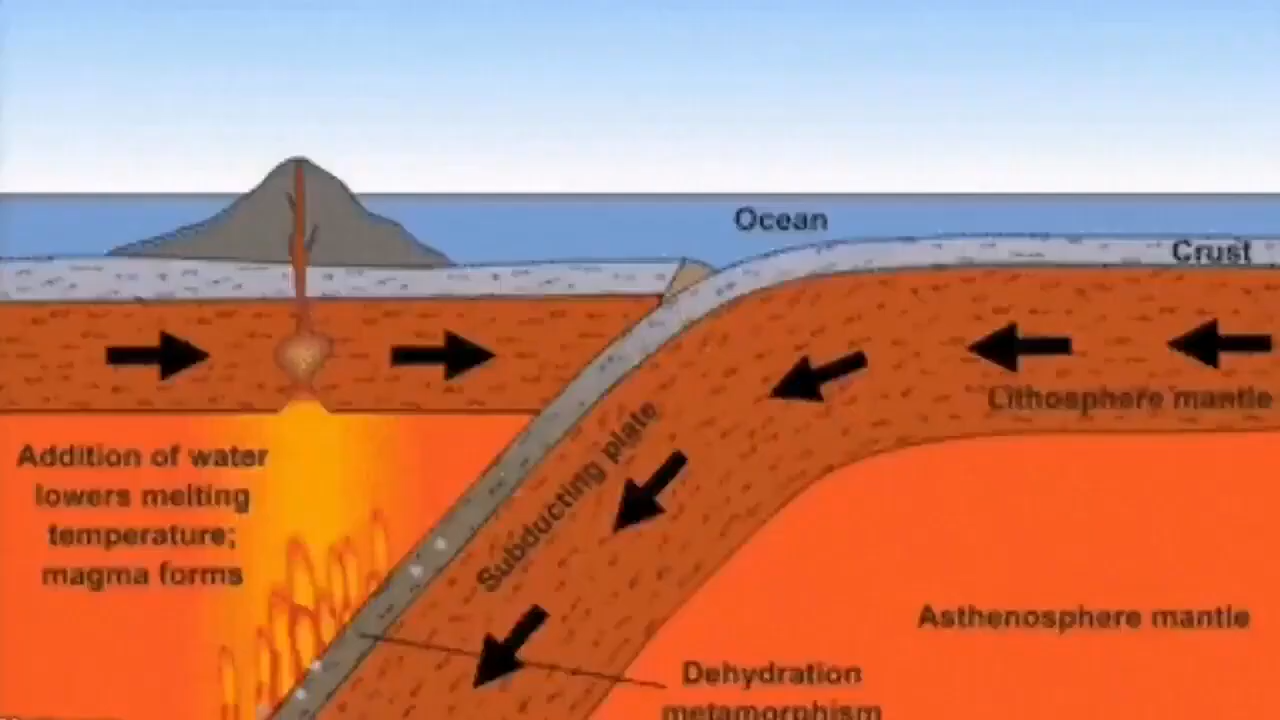 Ocean
Crust
Lithosphere mantle
Subducting plate
Addition of water
lowers melting
temperature;
magma forms
Asthenosphere mantle
Dehydration
metamorphism